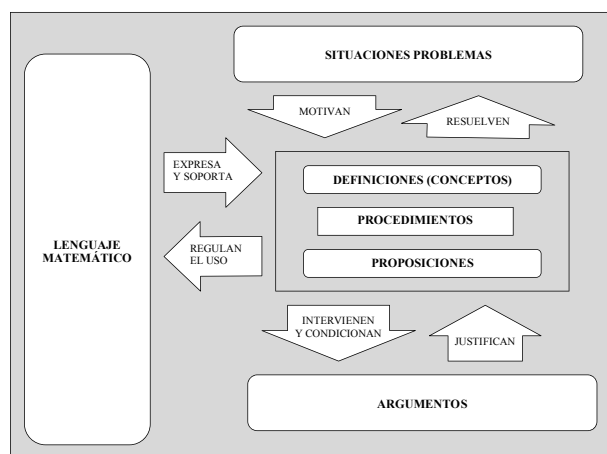 SITUACIONES PROBLEMAS
MOTIVAN
RESUELVEN
EXPRESA
Y SOPORTA
DEFINICIONES (CONCEPTOS)
PROCEDIMIENTOS
PROPOSICIONES
LENGUAJE
MATEMÁTICO
REGULAN
EL USO
INTERVIENEN
Y CONDICIONAN
JUSTIFICAN
ARGUMENTOS